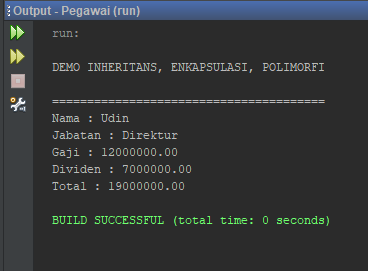 Output - Pegawai (run)
run:
DEMO INHERITANS, ENKAPSULASI, POLIMORFI
=======================================
Nama : Udin
Jabatan : Direktur
Gaji : 12000000.00
Dividen : 7000000.00
Total : 19000000.00
BUILD SUCCESSFUL (total time: 0 seconds)